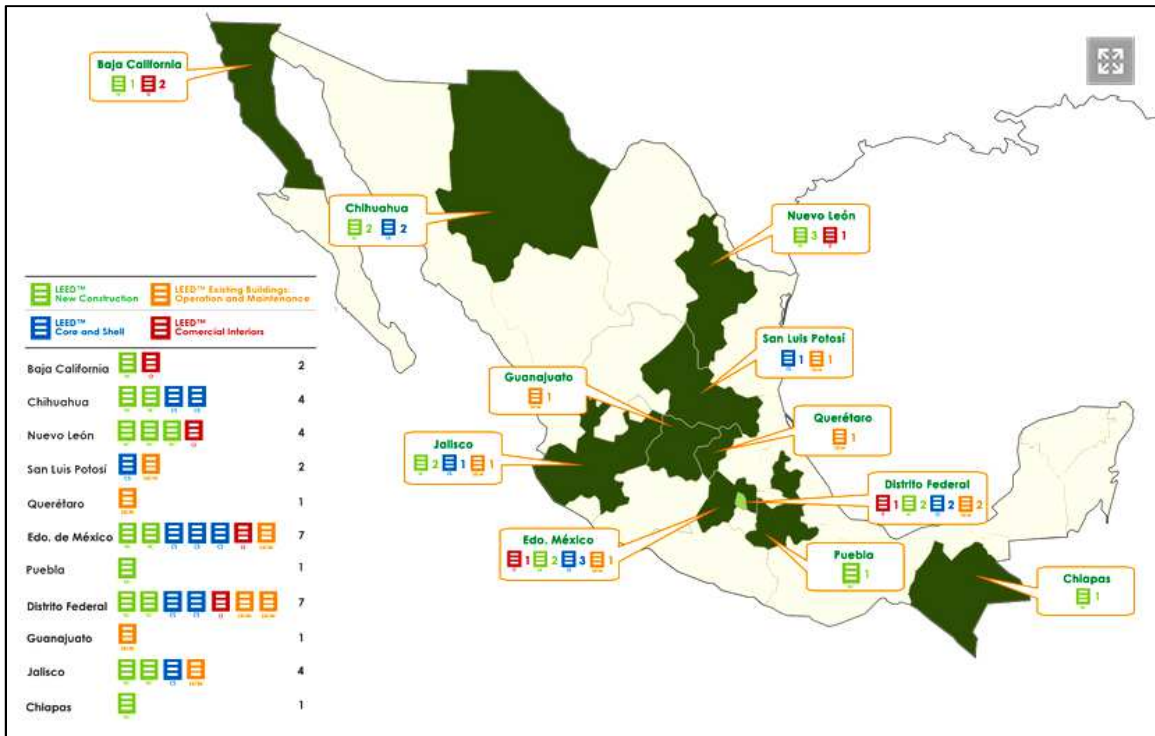 Baja California
1 2
Chihuahua
2 2
Nuevo León
3 1
San Luis Potosí
1 1
Guanajuato
1
Querétaro
1
Jalisco
2 1 1
Distrito Federal
1 2 2 2
Edo. México
1 2 3 1
Puebla
1
Chiapas
1
LEED™
New Construction
LEED™ Existing Buildings:
Operation and Maintenance
LEED™
Core and Shell
LEED™
Comercial Interiors
Baja California 2
Chihuahua 4
Nuevo León 4
San Luis Potosí 2
Querétaro 1
Edo. de México 7
Puebla 1
Distrito Federal 7
Guanajuato 1
Jalisco 4
Chiapas 1